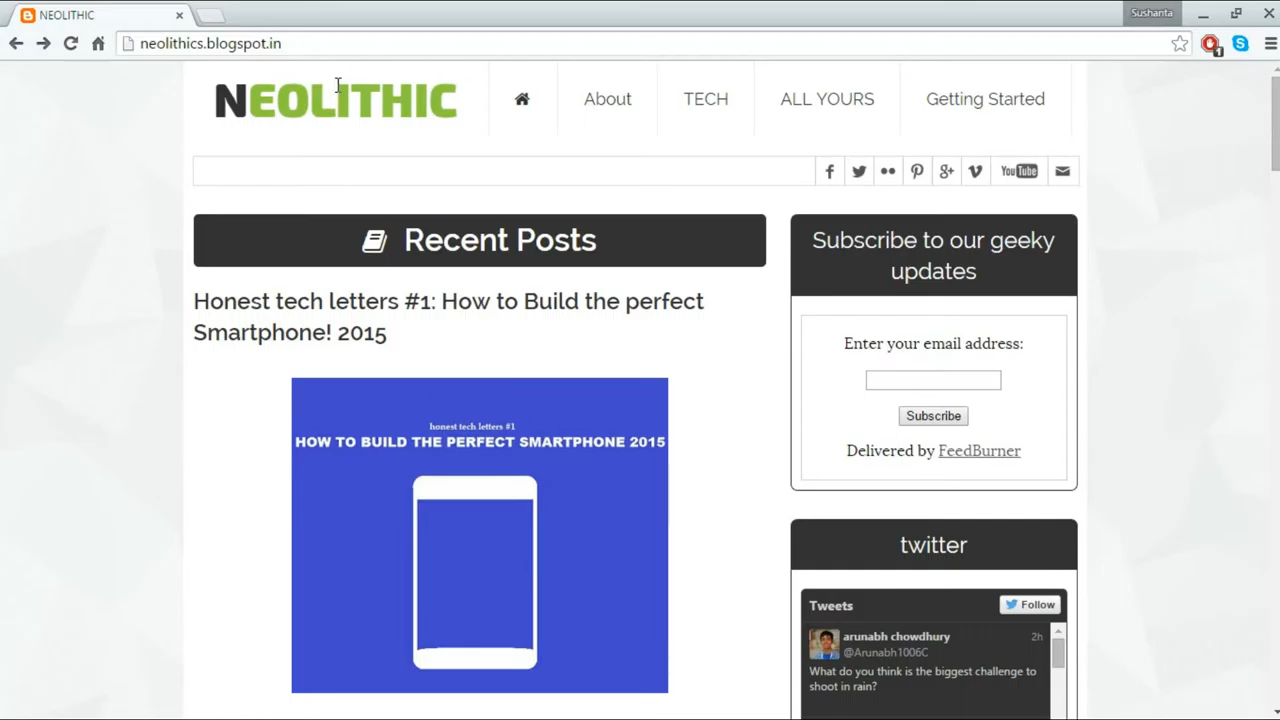 NEOLITHIC
Sushanta
neolithics.blogspot.in
1
NEOLITHIC
About
TECH
ALL YOURS
Getting Started
You Tube
Recent Posts
Honest tech letters #1: How to Build the perfect
Smartphone! 2015
honest tech letters #1
HOW TO BUILD THE PERFECT SMARTPHONE 2015
Subscribe to our geeky
updates
Enter your email address:
Subscribe
Delivered by FeedBurner
twitter
Tweets
Follow
arunabh chowdhury
2h
@Arunabh1006C
What do you think is the biggest challenge to
shoot in rain?